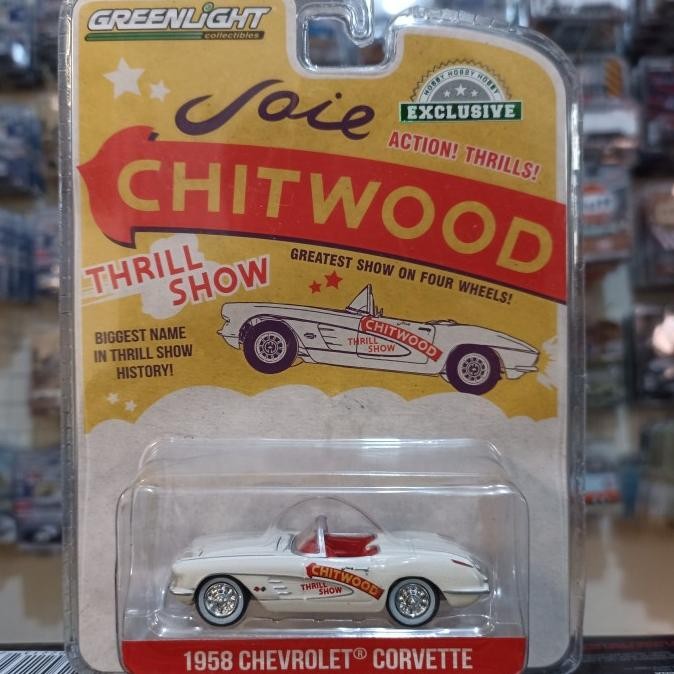 GREENLIGHT
collectibles
HOBBY HOBBY HOBBY
EXCLUSIVE
Joie
ACTION! THRILLS!
CHITWOOD
THRILL
SHOW
GREATEST SHOW ON FOUR WHEELS!
BIGGEST NAME
IN THRILL SHOW
HISTORY!
Joie
CHITWOOD
THRILL
SHOW
CHITWOOD
THRILL
SHOW
1958 CHEVROLET® CORVETTE